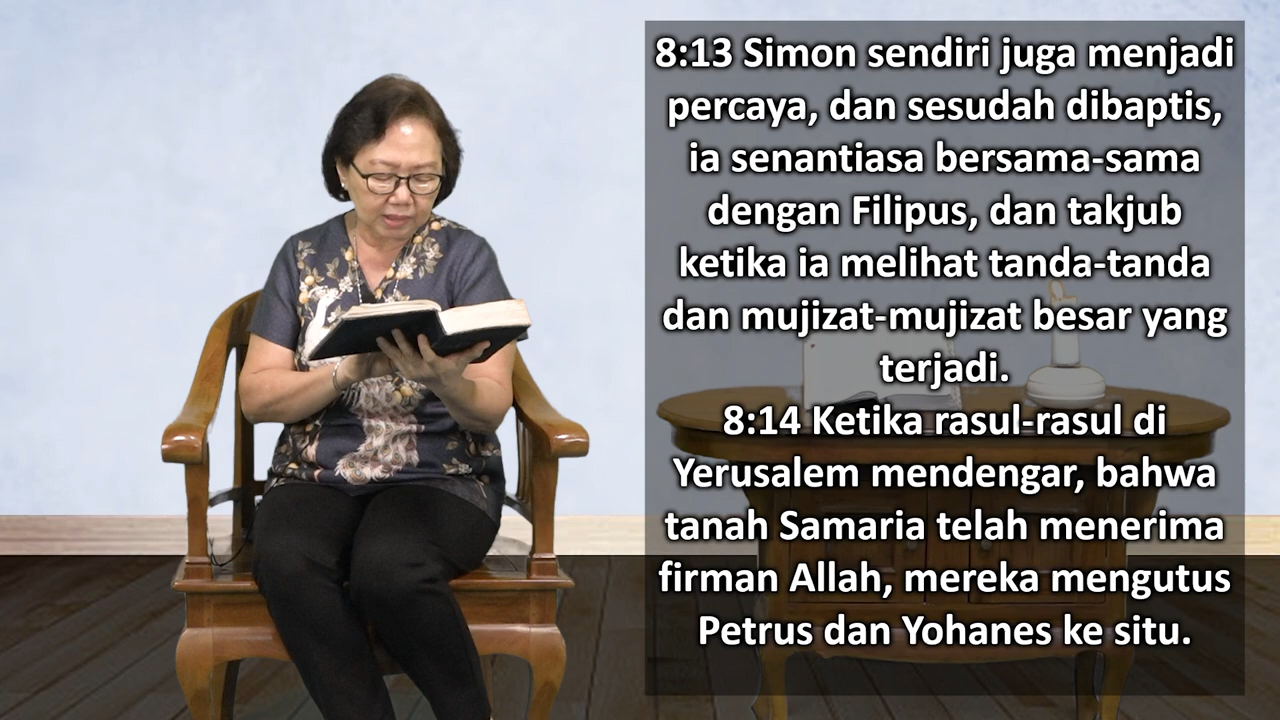 8:13 Simon sendiri juga menjadi
percaya, dan sesudah dibaptis,
ia senantiasa bersama-sama
dengan Filipus, dan takjub
ketika ia melihat tanda-tanda
dan mujizat-mujizat besar yang
terjadi.
8:14 Ketika rasul-rasul di
Yerusalem mendengar, bahwa
tanah Samaria telah menerima
firman Allah, mereka mengutus
Petrus dan Yohanes ke situ.